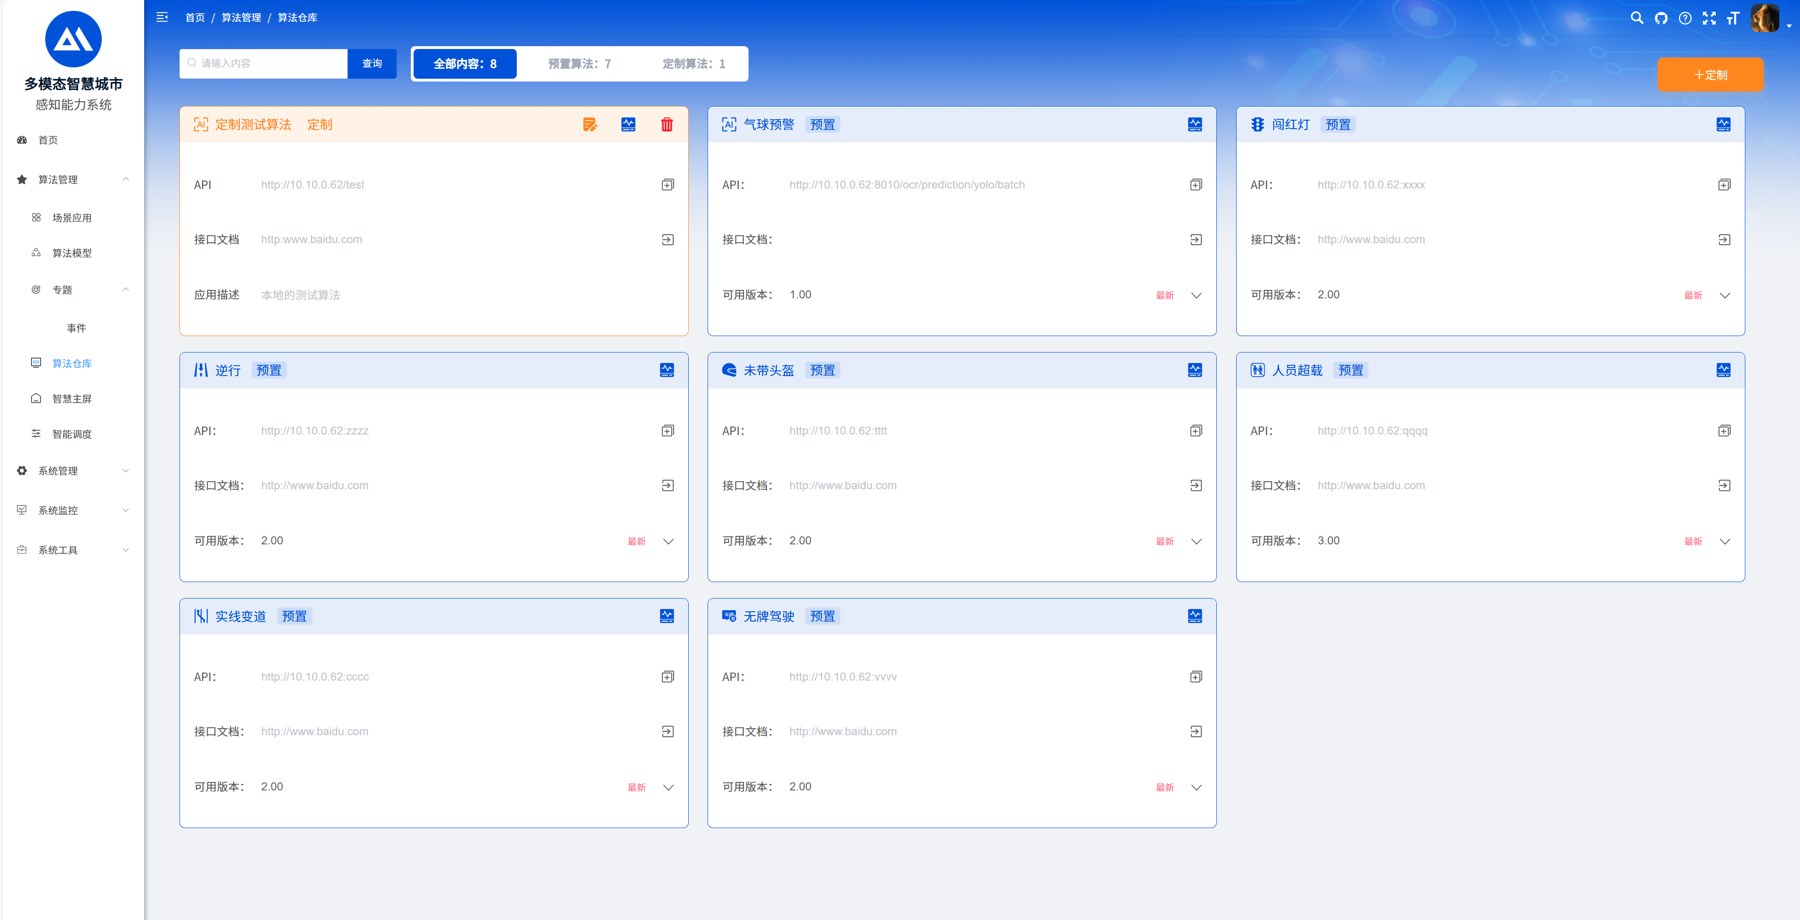 多模态智慧城市
感知能力系统
首页
算法管理
场景应用
算法模型
专题
事件
算法仓库
智慧主屏
智能调度
系统管理
系统监控
系统工具
首页 / 算法管理 / 算法仓库
请输入内容 查询
全部内容：8 预置算法：7 定制算法：1
+定制
定制测试算法 定制
API http://10.10.0.62/test
接口文档 http:www.baidu.com
应用描述 本地的测试算法
气球预警 预置
API： http://10.10.0.62:8010/ocr/prediction/yolo/batch
接口文档：
可用版本： 1.00 最新
闯红灯 预置
API： http://10.10.0.62:xxxx
接口文档： http://www.baidu.com
可用版本： 2.00 最新
逆行 预置
API： http://10.10.0.62:zzzz
接口文档： http://www.baidu.com
可用版本： 2.00 最新
未带头盔 预置
API： http://10.10.0.62:tttt
接口文档： http://www.baidu.com
可用版本： 2.00 最新
人员超载 预置
API： http://10.10.0.62:qqqq
接口文档： http://www.baidu.com
可用版本： 3.00 最新
实线变道 预置
API： http://10.10.0.62:cccc
接口文档： http://www.baidu.com
可用版本： 2.00 最新
无牌驾驶 预置
API： http://10.10.0.62:vvvv
接口文档： http://www.baidu.com
可用版本： 2.00 最新